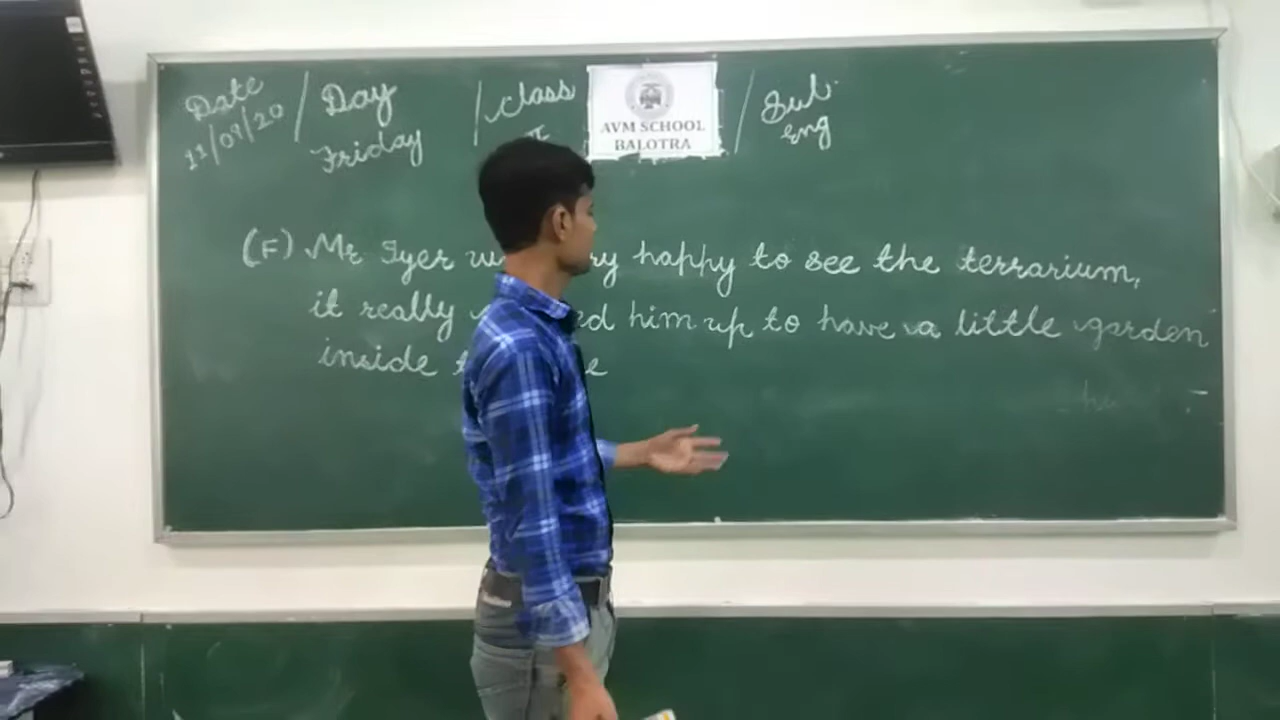 Date / Day / Class / Sub.
11/09/20 Friday II Eng
AVM SCHOOL
BALOTRA
(F) Mr Iyer happy to see the terrarium,
it really him up to have a little garden
inside